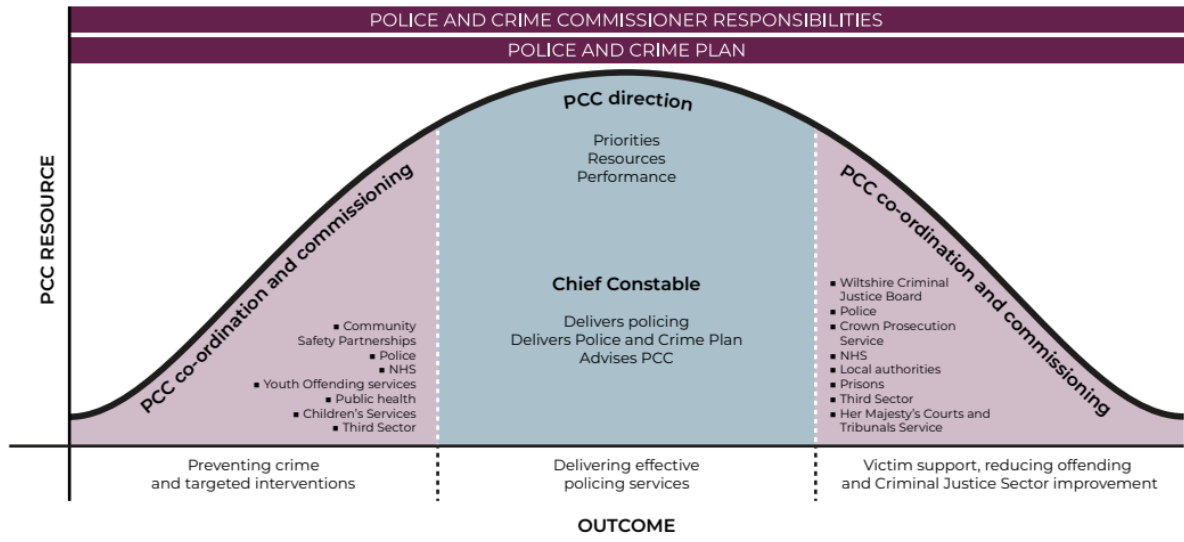 POLICE AND CRIME COMMISSIONER RESPONSIBILITIES
POLICE AND CRIME PLAN
PCC RESOURCE
PCC co-ordination and commissioning
▪ Community
Safety Partnerships
▪ Police
▪ NHS
▪ Youth Offending services
▪ Public health
▪ Children’s Services
▪ Third Sector
PCC direction
Priorities
Resources
Performance
Chief Constable
Delivers policing
Delivers Police and Crime Plan
Advises PCC
PCC co-ordination and commissioning
▪ Wiltshire Criminal
Justice Board
▪ Police
▪ Crown Prosecution
Service
▪ NHS
▪ Local authorities
▪ Prisons
▪ Third Sector
▪ Her Majesty’s Courts and
Tribunals Service
Preventing crime
and targeted interventions
Delivering effective
policing services
Victim support, reducing offending
and Criminal Justice Sector improvement
OUTCOME